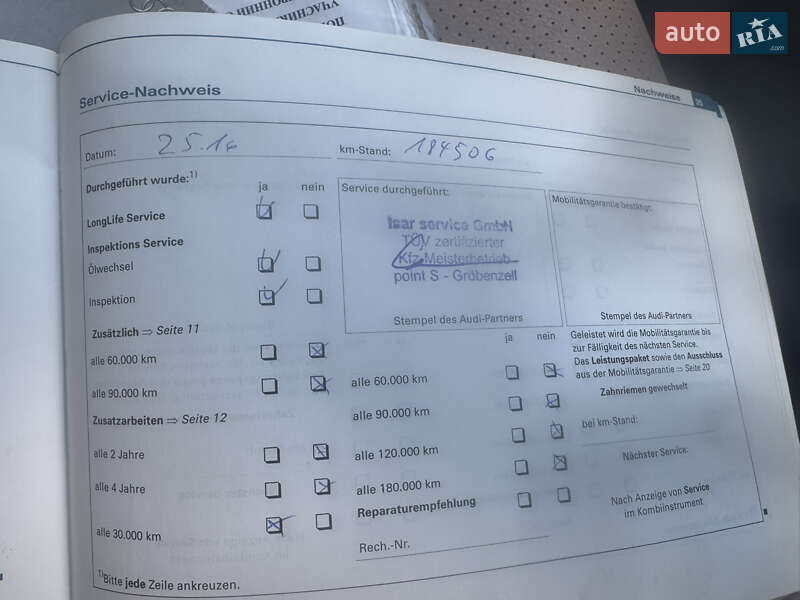 auto RIA .com
Service-Nachweis
Nachweise
Datum: 25.16
km-Stand: 184506
Durchgeführt wurde:1)
ja nein
LongLife Service
Inspektions Service
Ölwechsel
Inspektion
Zusätzlich ⇒ Seite 11
alle 60.000 km
alle 90.000 km
Zusatzarbeiten ⇒ Seite 12
alle 2 Jahre
alle 4 Jahre
alle 30.000 km
1)Bitte jede Zeile ankreuzen.
Service durchgeführt:
Isar service GmbH
TÜV zertifizierter
Kfz-Meisterbetrieb
point S - Gröbenzell
Stempel des Audi-Partners
ja nein
alle 60.000 km
alle 90.000 km
alle 120.000 km
alle 180.000 km
Reparaturempfehlung
Rech.-Nr.
Mobilitätsgarantie bestätigt:
Stempel des Audi-Partners
Geleistet wird die Mobilitätsgarantie bis
zur Fälligkeit des nächsten Service.
Das Leistungspaket sowie den Ausschluss
aus der Mobilitätsgarantie ⇒ Seite 20
Zahnriemen gewechselt
bei km-Stand:
Nächster Service:
Nach Anzeige von Service
im Kombiinstrument